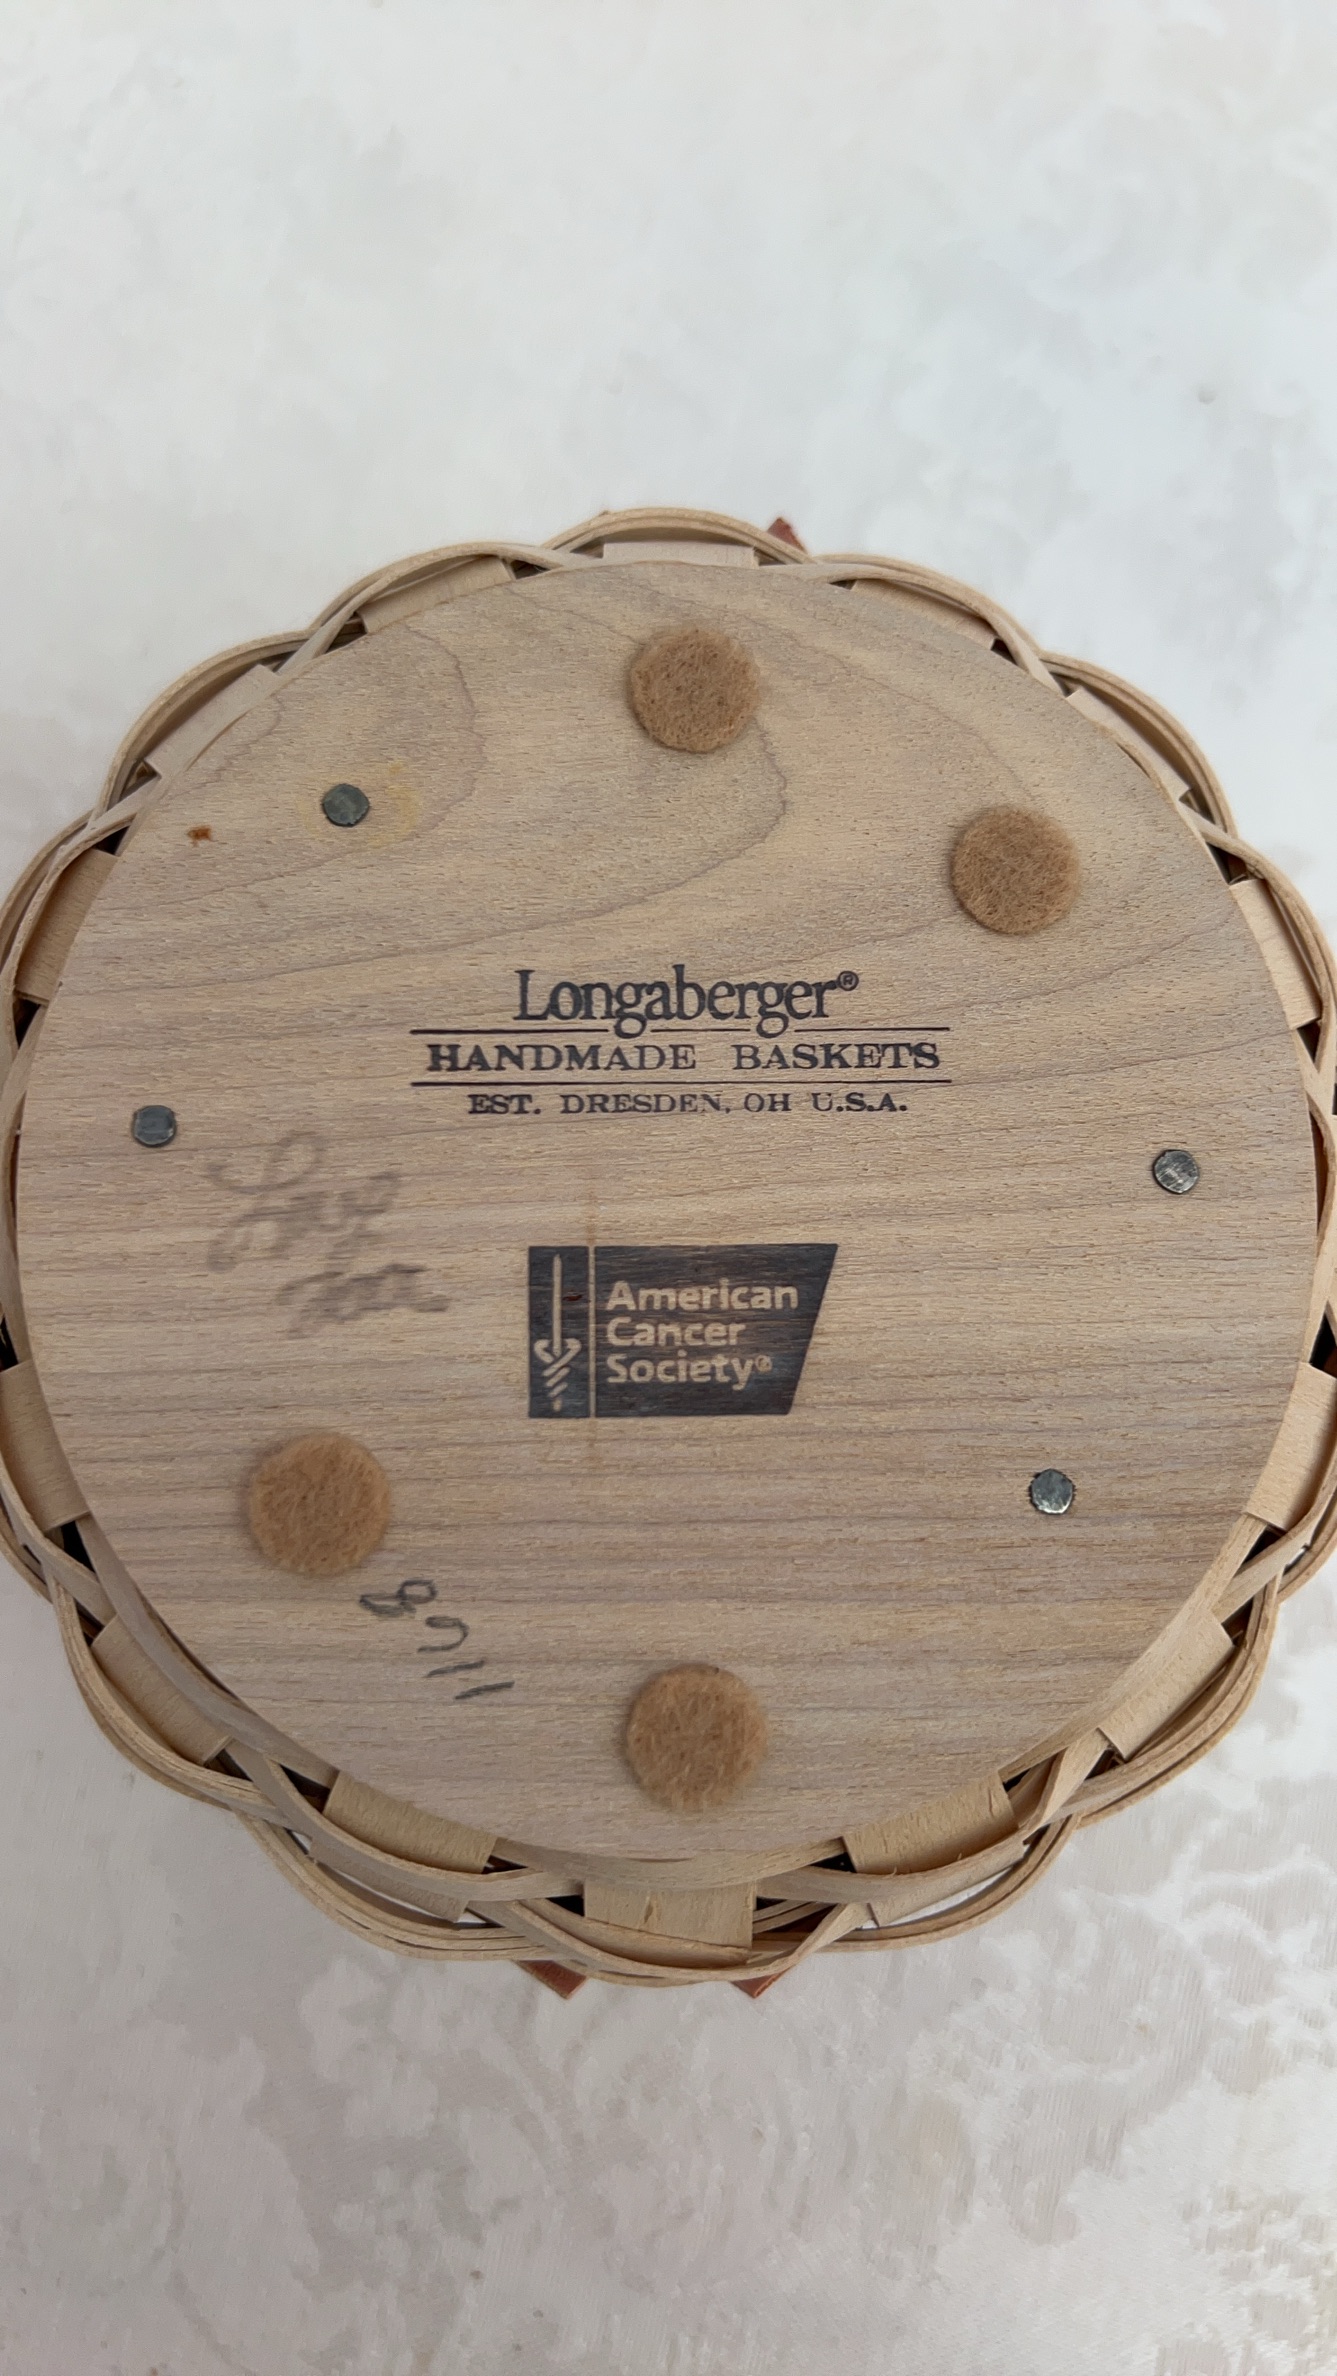 Longaberger®
HANDMADE BASKETS
EST. DRESDEN, OH U.S.A.
American
Cancer
Society®